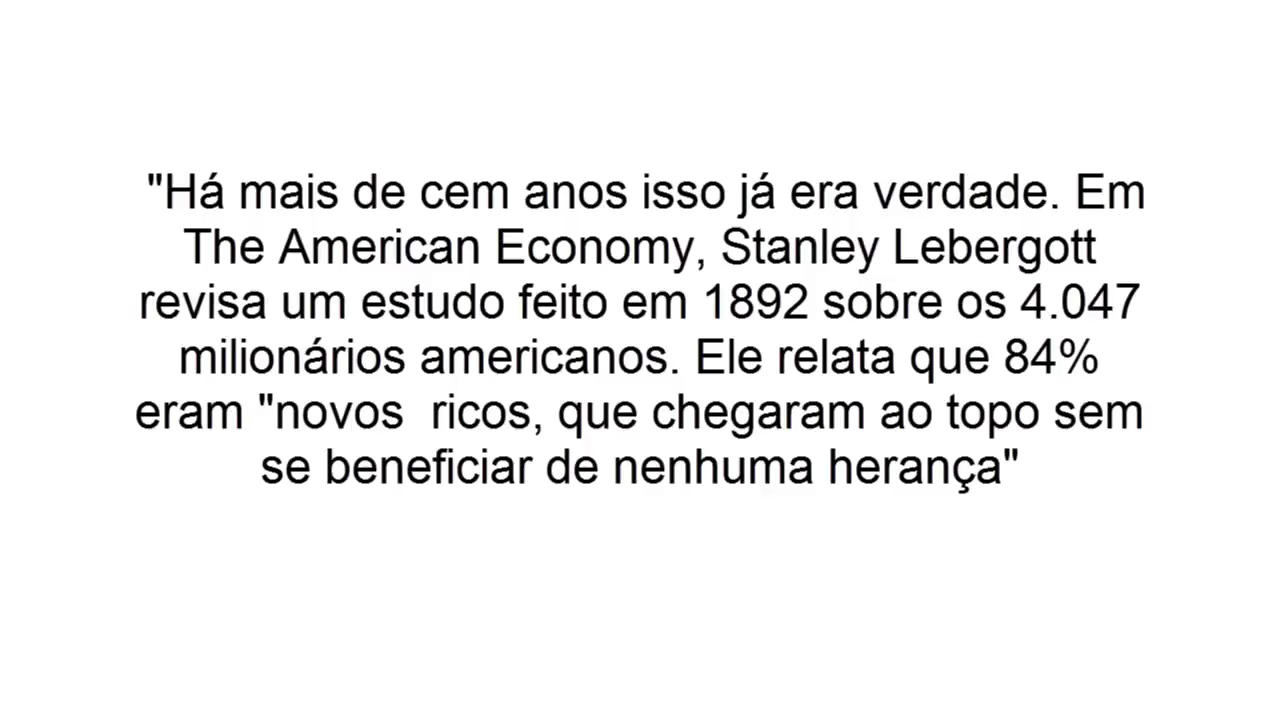 "Há mais de cem anos isso já era verdade. Em
The American Economy, Stanley Lebergott
revisa um estudo feito em 1892 sobre os 4.047
milionários americanos. Ele relata que 84%
eram "novos  ricos, que chegaram ao topo sem
se beneficiar de nenhuma herança"